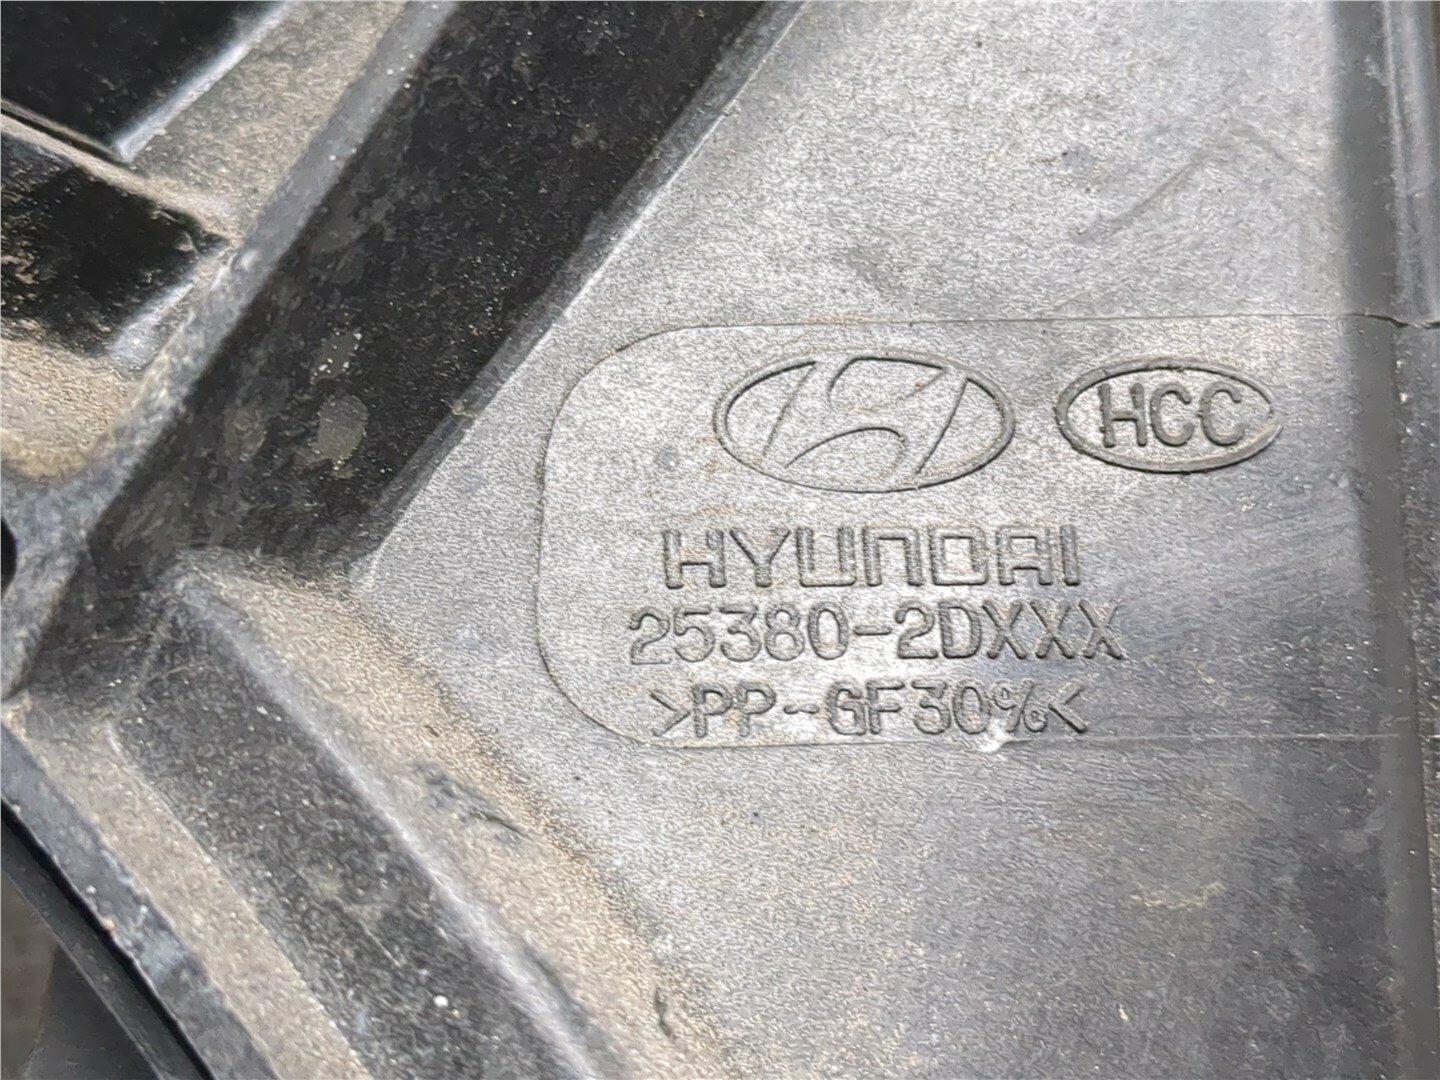 HCC
HYUNDAI
25380-2DXXX
>PP-GF30%<